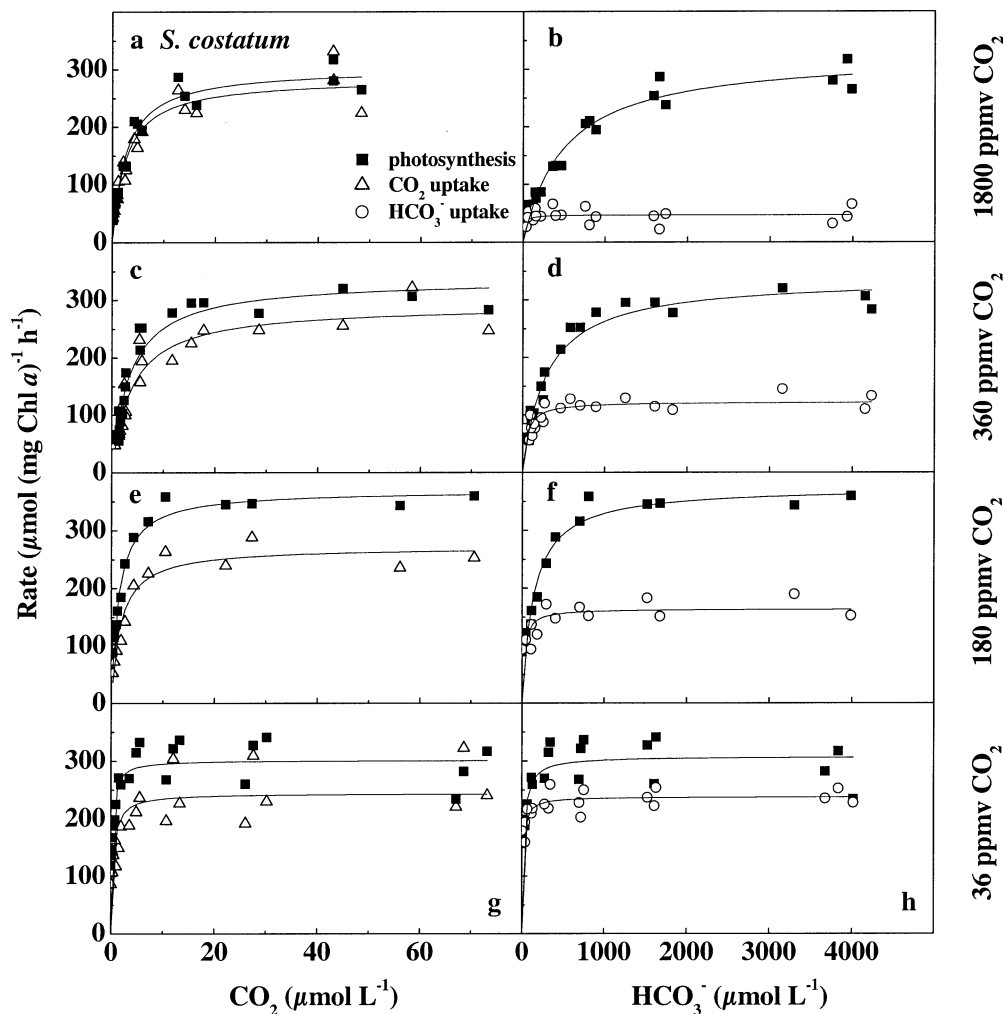 a S. costatum
b
photosynthesis
CO₂ uptake
HCO₃⁻ uptake
300
200
100
0
1800 ppmv CO₂
c
d
300
200
100
0
360 ppmv CO₂
e
f
300
200
100
0
180 ppmv CO₂
g
h
300
200
100
0
36 ppmv CO₂
Rate (µmol (mg Chl a)⁻¹ h⁻¹)
0 20 40 60 0 1000 2000 3000 4000
CO₂ (µmol L⁻¹)
HCO₃⁻ (µmol L⁻¹)